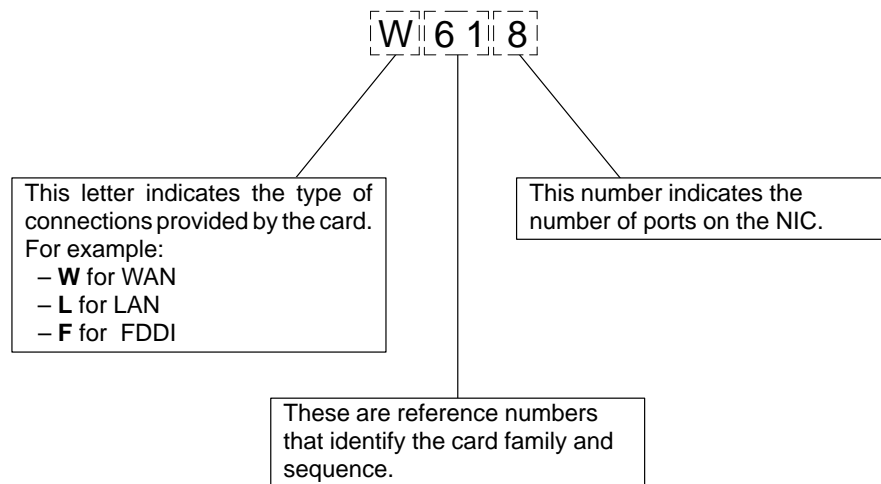 W 6 1 8
This letter indicates the type of
connections provided by the card.
For example:
– W for WAN
– L for LAN
– F for FDDI
This number indicates the
number of ports on the NIC.
These are reference numbers
that identify the card family and
sequence.